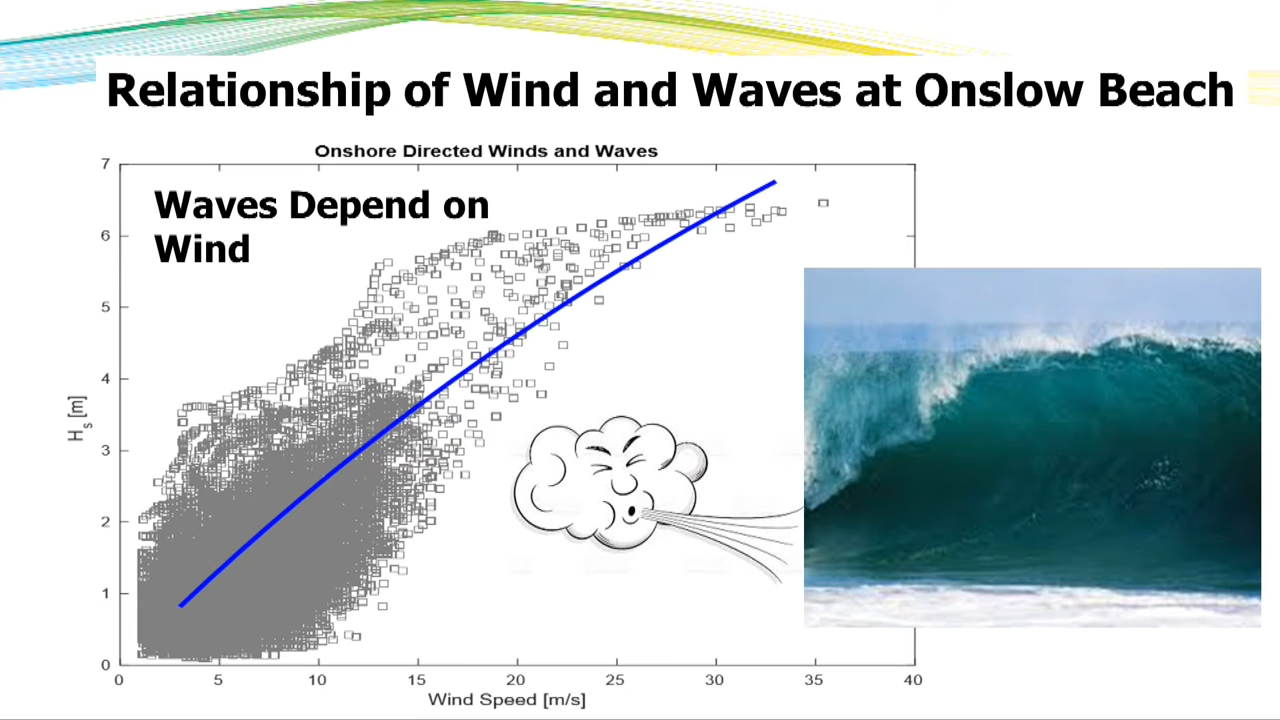 Relationship of Wind and Waves at Onslow Beach
Onshore Directed Winds and Waves
Waves Depend on
Wind
7
6
5
4
3
2
1
0
H s [m]
0 5 10 15 20 25 30 35 40
Wind Speed [m/s]